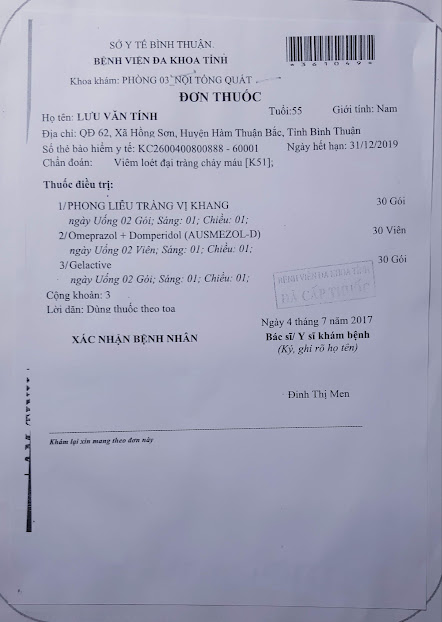 SỞ Y TẾ BÌNH THUẬN
BỆNH VIÊN ĐA KHOA TỈNH
*361049*
Khoa khám: PHÒNG 03_NỘI TỔNG QUÁT
ĐƠN THUỐC
Họ tên: LƯU VĂN TÍNH Tuổi:55 Giới tính: Nam
Địa chỉ: QĐ 62, Xã Hồng Sơn, Huyện Hàm Thuận Bắc, Tỉnh Bình Thuận
Số thẻ bảo hiểm y tế: KC2600400800888 - 60001 Ngày hết hạn: 31/12/2019
Chẩn đoán: Viêm loét đại tràng chảy máu [K51];
Thuốc điều trị:
1/PHONG LIỄU TRÀNG VỊ KHANG 30 Gói
ngày Uống 02 Gói; Sáng: 01; Chiều: 01;
2/Omeprazol + Domperidol (AUSMEZOL-D) 30 Viên
ngày Uống 02 Viên; Sáng: 01; Chiều: 01;
3/Gelactive 30 Gói
ngày Uống 02 Gói; Sáng: 01; Chiều: 01;
BỆNH VIÊN ĐA KHOA TỈNH
ĐÃ CẤP THUỐC
Cộng khoản: 3
Lời dãn: Dùng thuốc theo toa
Ngày 4 tháng 7 năm 2017
XÁC NHẬN BỆNH NHÂN Bác sĩ/ Y sĩ khám bệnh
(Ký, ghi rõ họ tên)
Đinh Thị Men
Khám lại xin mang theo đơn này